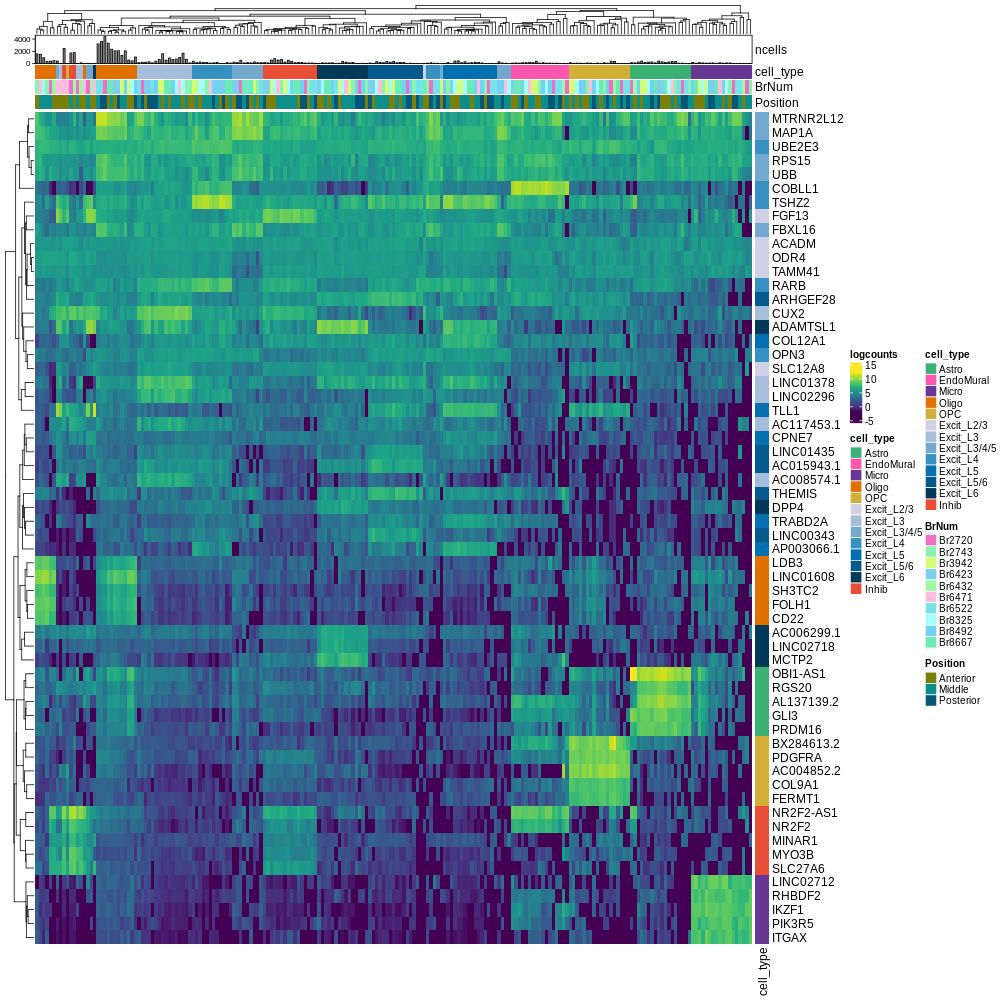 4000
2000
0
ncells
cell_type
BrNum
Position
MTRNR2L12
MAP1A
UBE2E3
RPS15
UBB
COBLL1
TSHZ2
FGF13
FBXL16
ACADM
ODR4
TAMM41
RARB
ARHGEF28
CUX2
ADAMTSL1
COL12A1
OPN3
SLC12A8
LINC01378
LINC02296
TLL1
AC117453.1
CPNE7
LINC01435
AC015943.1
AC008574.1
THEMIS
DPP4
TRABD2A
LINC00343
AP003066.1
LDB3
LINC01608
SH3TC2
FOLH1
CD22
AC006299.1
LINC02718
MCTP2
OBI1-AS1
RGS20
AL137139.2
GLI3
PRDM16
BX284613.2
PDGFRA
AC004852.2
COL9A1
FERMT1
NR2F2-AS1
NR2F2
MINAR1
MYO3B
SLC27A6
LINC02712
RHBDF2
IKZF1
PIK3R5
ITGAX
cell_type
logcounts
15
10
5
0
-5
cell_type
Astro
EndoMural
Micro
Oligo
OPC
Excit_L2/3
Excit_L3
Excit_L3/4/5
Excit_L4
Excit_L5
Excit_L5/6
Excit_L6
Inhib
cell_type
Astro
EndoMural
Micro
Oligo
OPC
Excit_L2/3
Excit_L3
Excit_L3/4/5
Excit_L4
Excit_L5
Excit_L5/6
Excit_L6
Inhib
BrNum
Br2720
Br2743
Br3942
Br6423
Br6432
Br6471
Br6522
Br8325
Br8492
Br8667
Position
Anterior
Middle
Posterior